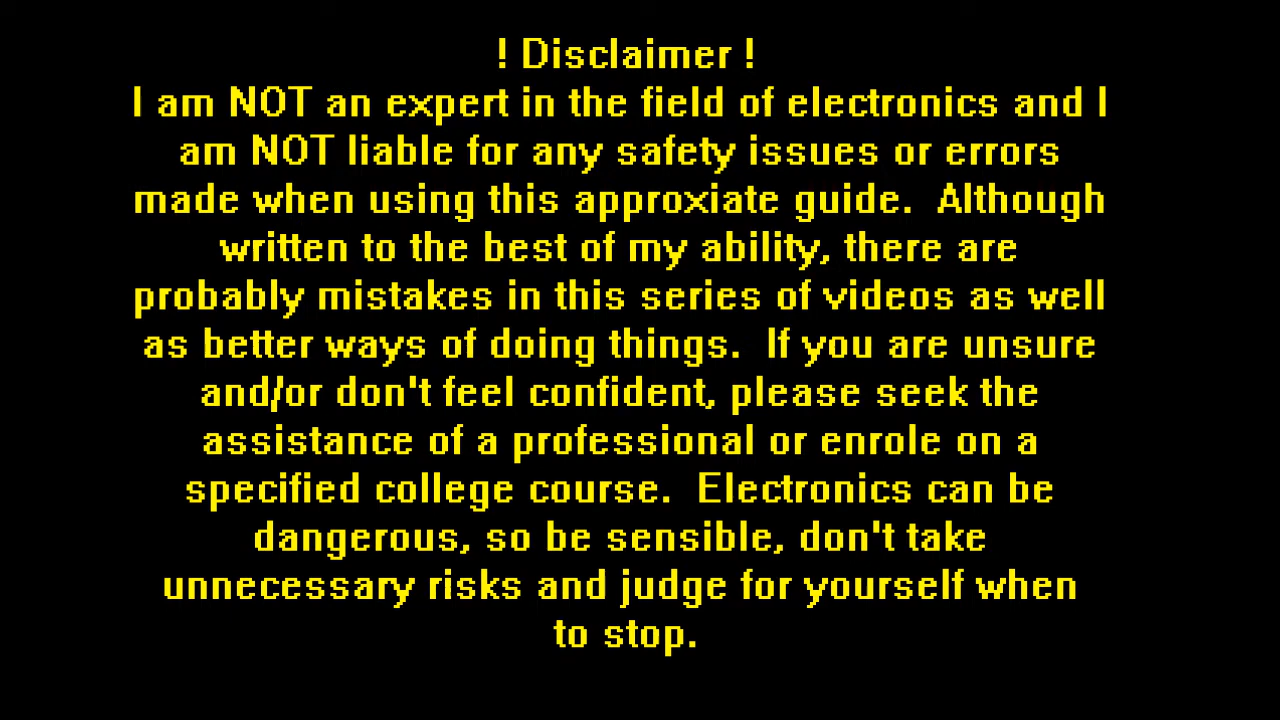 ! Disclaimer !
I am NOT an expert in the field of electronics and I
am NOT liable for any safety issues or errors
made when using this approxiate guide.  Although
written to the best of my ability, there are
probably mistakes in this series of videos as well
as better ways of doing things.  If you are unsure
and/or don't feel confident, please seek the
assistance of a professional or enrole on a
specified college course.  Electronics can be
dangerous, so be sensible, don't take
unnecessary risks and judge for yourself when
to stop.